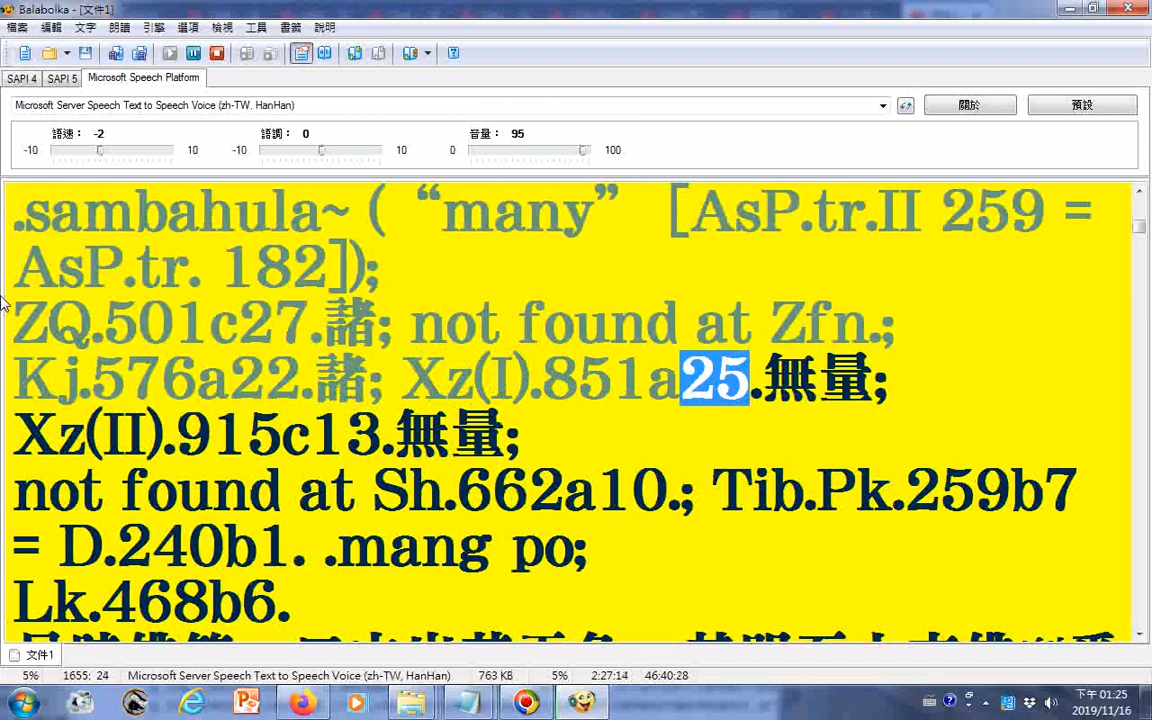 Balabolka - [文件1]
檔案 編輯 文字 朗讀 引擎 選項 檢視 工具 書籤 說明
SAPI 4 SAPI 5 Microsoft Speech Platform
Microsoft Server Speech Text to Speech Voice (zh-TW, HanHan)
關於 預設
語速： -2 語調： 0 音量： 95
-10 10 -10 10 0 100
.sambahula~ (“many” [AsP.tr.II 259 =
AsP.tr. 182]);
ZQ.501c27.諸; not found at Zfn.;
Kj.576a22.諸; Xz(I).851a25.無量;
Xz(II).915c13.無量;
not found at Sh.662a10.; Tib.Pk.259b7
= D.240b1. .mang po;
Lk.468b6.
文件1
5% 1655: 24 Microsoft Server Speech Text to Speech Voice (zh-TW, HanHan) 763 KB 5% 2:27:14 46:40:28
下午 01:25
2019/11/16